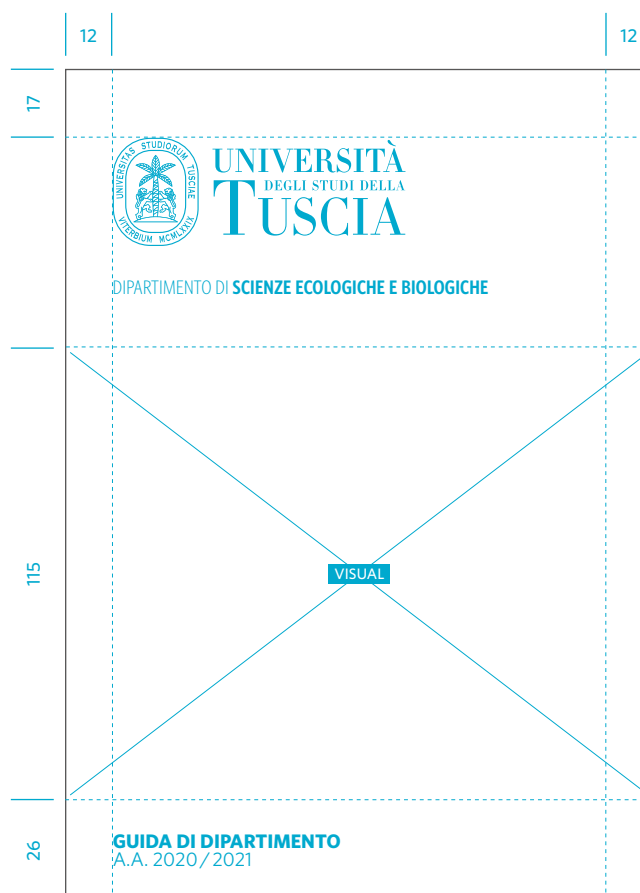 12
12
17
UNIVERSITAS STUDIORUM TUSCIAE
VITERBIUM MCMLXXIX
UNIVERSITÀ
DEGLI STUDI DELLA
TUSCIA
DIPARTIMENTO DI SCIENZE ECOLOGICHE E BIOLOGICHE
115
VISUAL
26
GUIDA DI DIPARTIMENTO
A.A. 2020/2021